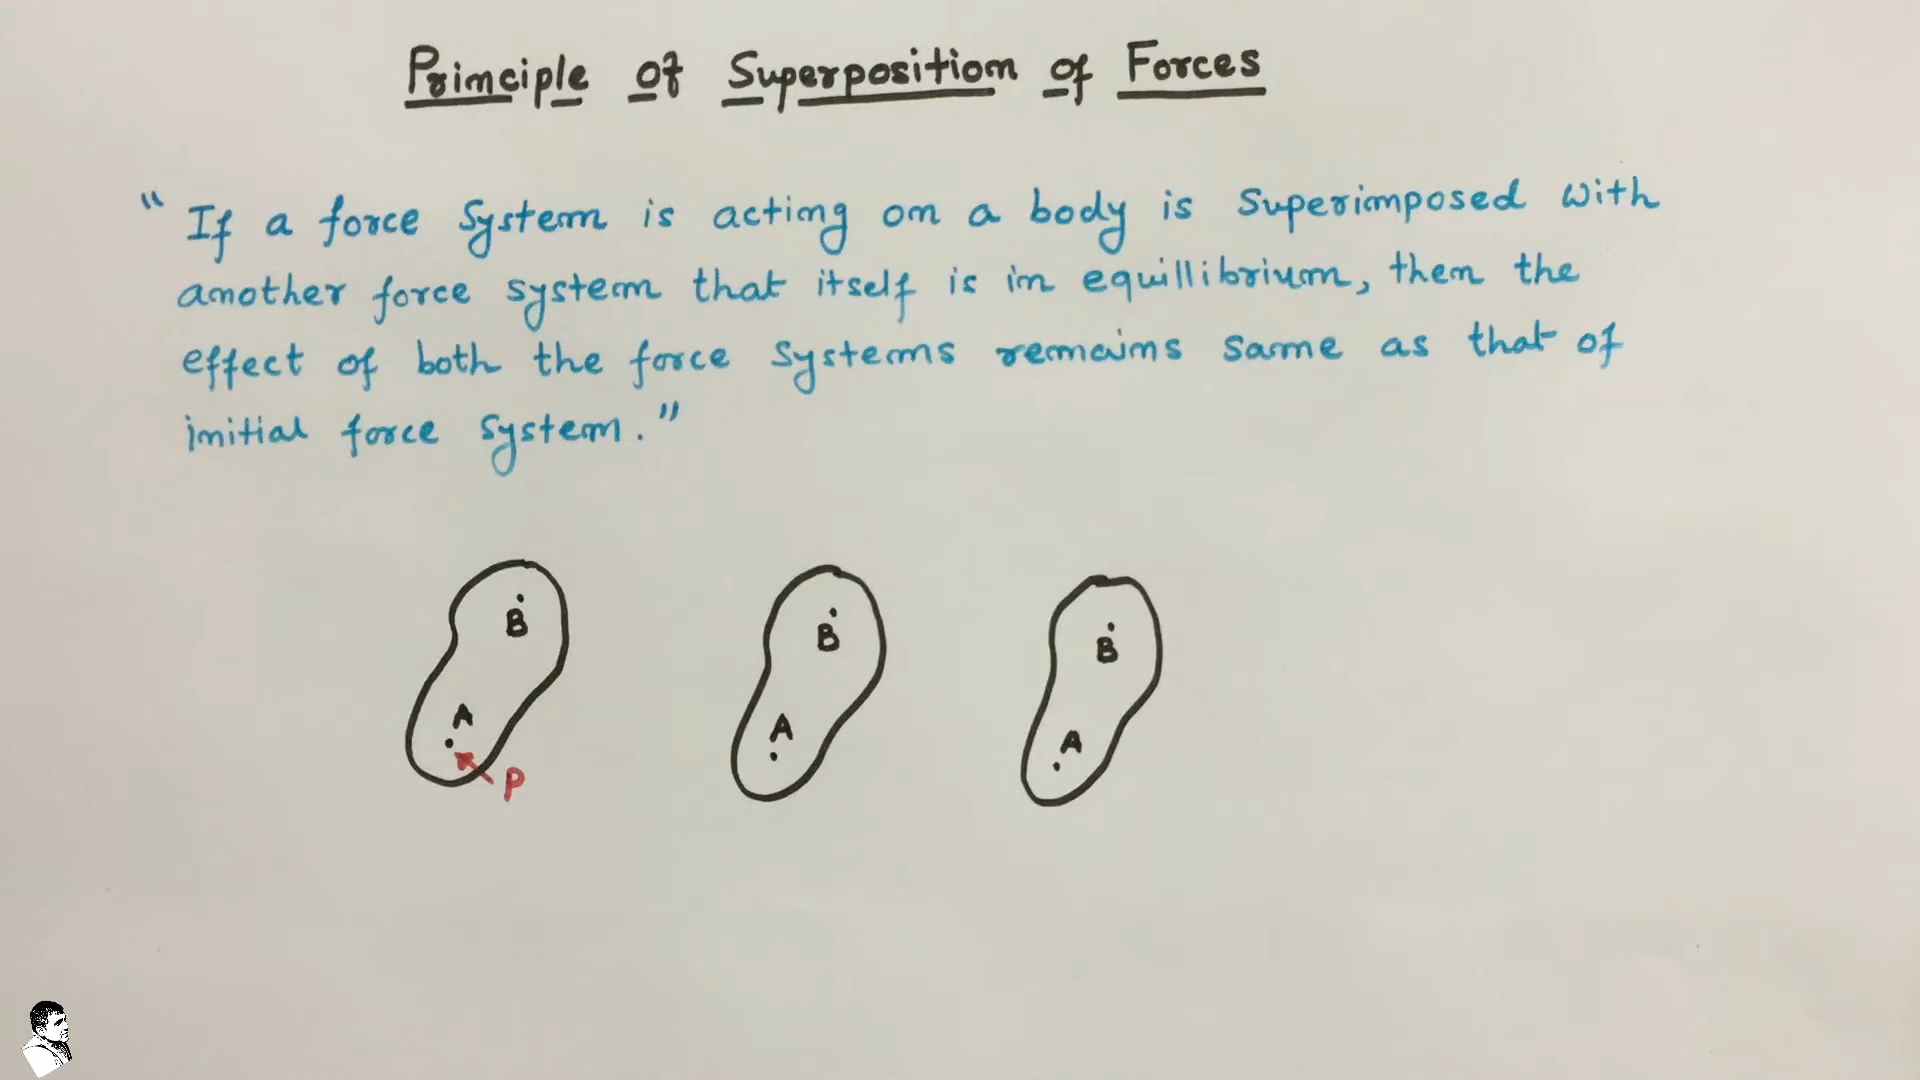 Principle of Superposition of Forces
" If a force system is acting on a body is superimposed with
another force system that itself is in equillibrium, then the
effect of both the force systems remains same as that of
initial force system."
B
B
B
A
A
A
P